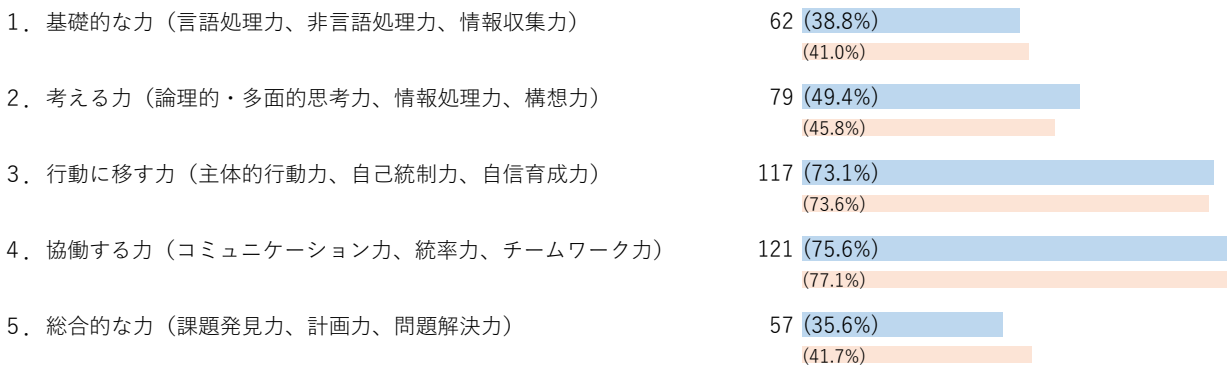 1．基礎的な力（言語処理力、非言語処理力、情報収集力） 62 (38.8%)
(41.0%)
2．考える力（論理的・多面的思考力、情報処理力、構想力） 79 (49.4%)
(45.8%)
3．行動に移す力（主体的行動力、自己統制力、自信育成力） 117 (73.1%)
(73.6%)
4．協働する力（コミュニケーション力、統率力、チームワーク力） 121 (75.6%)
(77.1%)
5．総合的な力（課題発見力、計画力、問題解決力） 57 (35.6%)
(41.7%)